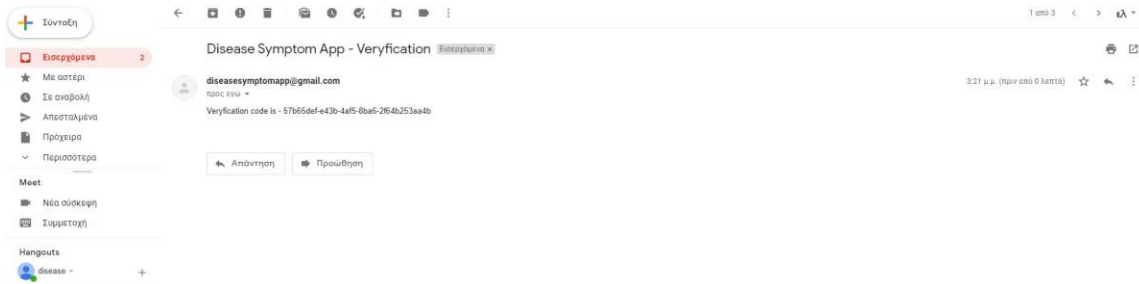 Σύνταξη
Εισερχόμενα 2
Με αστέρι
Σε αναβολή
Απεσταλμένα
Πρόχειρα
Περισσότερα
Meet
Νέα σύσκεψη
Συμμετοχή
Hangouts
disease
1 από 3
ελ
Disease Symptom App - Veryfication Εισερχόμενα x
diseasesymptomapp@gmail.com 3:21 μ.μ. (πριν από 0 λεπτά)
προς εγώ
Veryfication code is - 57b65def-e43b-4af5-8ba6-2f64b253aa4b
Απάντηση Προώθηση